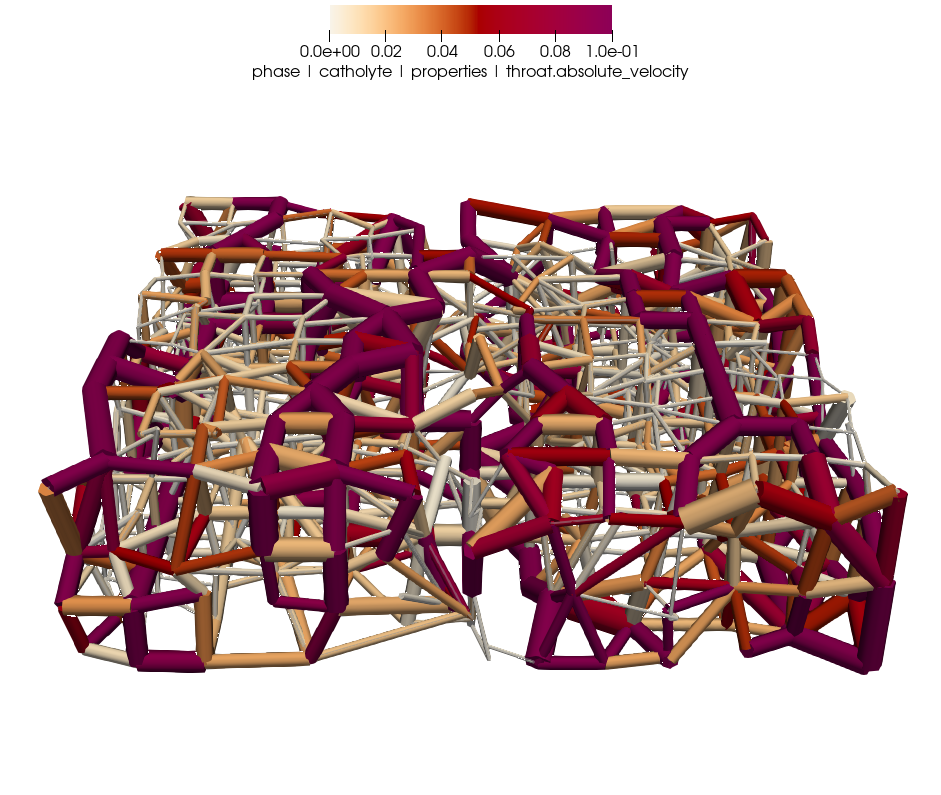 0.0e+00 0.02 0.04 0.06 0.08 1.0e-01
phase | catholyte | properties | throat.absolute_velocity